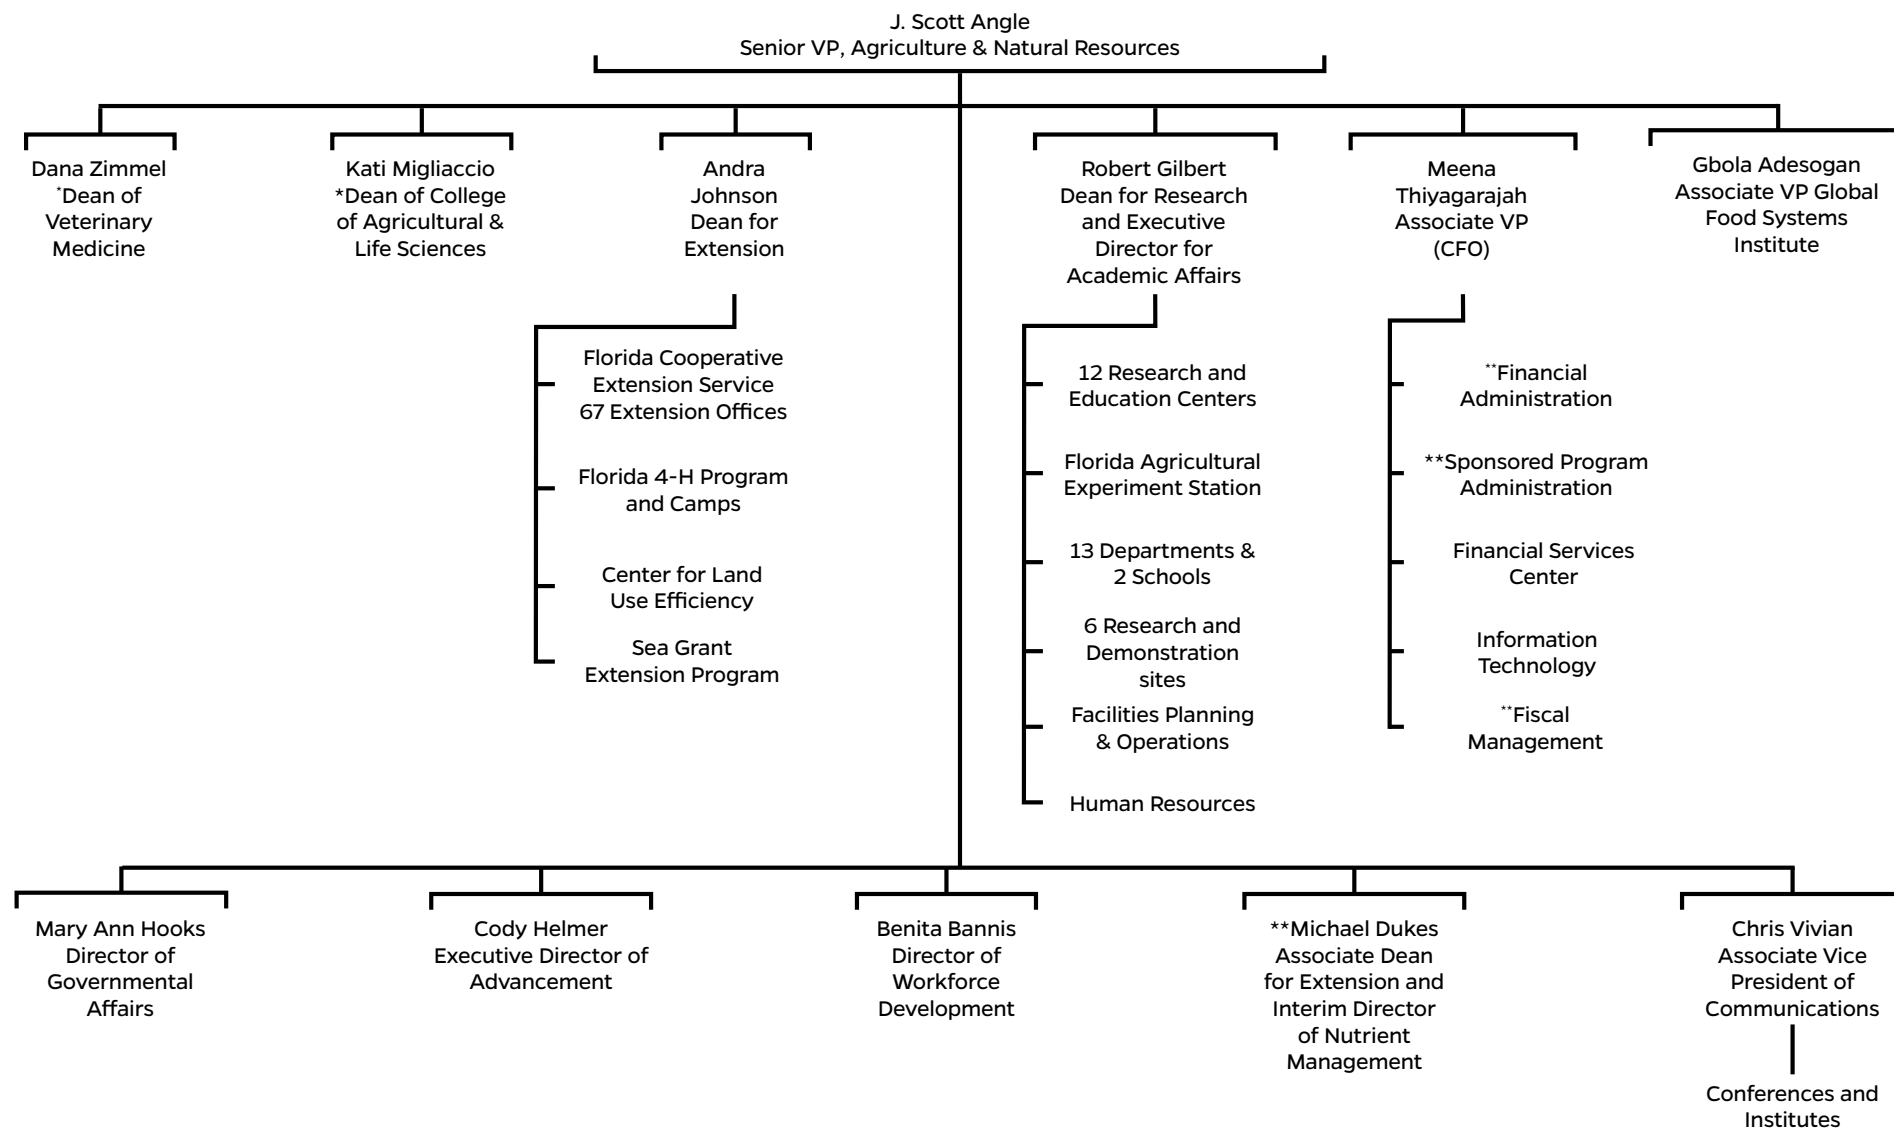 J. Scott Angle
Senior VP, Agriculture & Natural Resources
Dana Zimmel
*Dean of
Veterinary
Medicine
Kati Migliaccio
*Dean of College
of Agricultural &
Life Sciences
Andra
Johnson
Dean for
Extension
Robert Gilbert
Dean for Research
and Executive
Director for
Academic Affairs
Meena
Thiyagarajah
Associate VP
(CFO)
Gbola Adesogan
Associate VP Global
Food Systems
Institute
Florida Cooperative
Extension Service
67 Extension Offices
Florida 4-H Program
and Camps
Center for Land
Use Efficiency
Sea Grant
Extension Program
12 Research and
Education Centers
Florida Agricultural
Experiment Station
13 Departments &
2 Schools
6 Research and
Demonstration
sites
Facilities Planning
& Operations
Human Resources
**Financial
Administration
**Sponsored Program
Administration
Financial Services
Center
Information
Technology
**Fiscal
Management
Mary Ann Hooks
Director of
Governmental
Affairs
Cody Helmer
Executive Director of
Advancement
Benita Bannis
Director of
Workforce
Development
**Michael Dukes
Associate Dean
for Extension and
Interim Director
of Nutrient
Management
Chris Vivian
Associate Vice
President of
Communications
Conferences and
Institutes